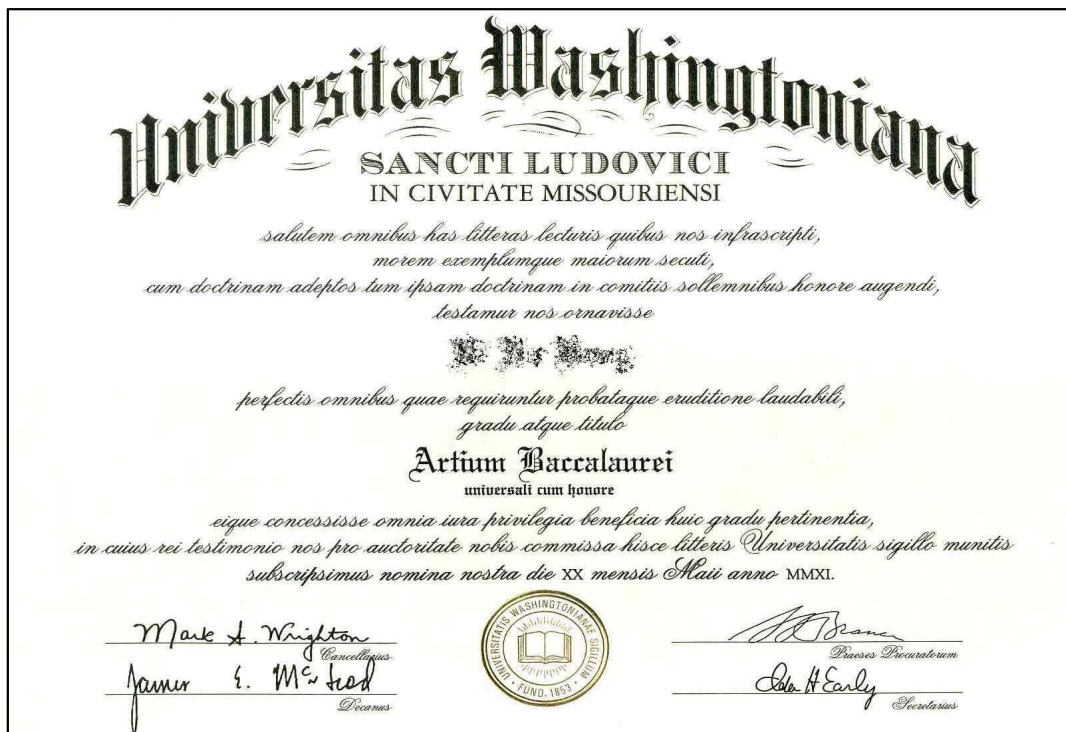 Universitas Washingtoniana
SANCTI LUDOVICI
IN CIVITATE MISSOURIENSI
salutem omnibus has litteras lecturis quibus nos infrascripti,
morem exemplumque maiorum secuti,
cum doctrinam adeptos tum ipsam doctrinam in comitiis sollemnibus honore augendi,
testamur nos ornavisse
perfectis omnibus quae requiruntur probataque eruditione laudabili,
gradu atque titulo
Artium Baccalaurei
universali cum honore
eique concessisse omnia iura privilegia beneficia huic gradu pertinentia,
in cuius rei testimonio nos pro auctoritate nobis commissa hisce litteris Universitatis sigillo munitis
subscripsimus nomina nostra die XX mensis Maii anno MMXI.
Mark S. Wrighton
Cancellarius
James E. McLeod
Decanus
UNIVERSITATIS WASHINGTONIANAE SIGILLUM
FUND. 1853
Praeses Procuratorum
Early
Secretarius